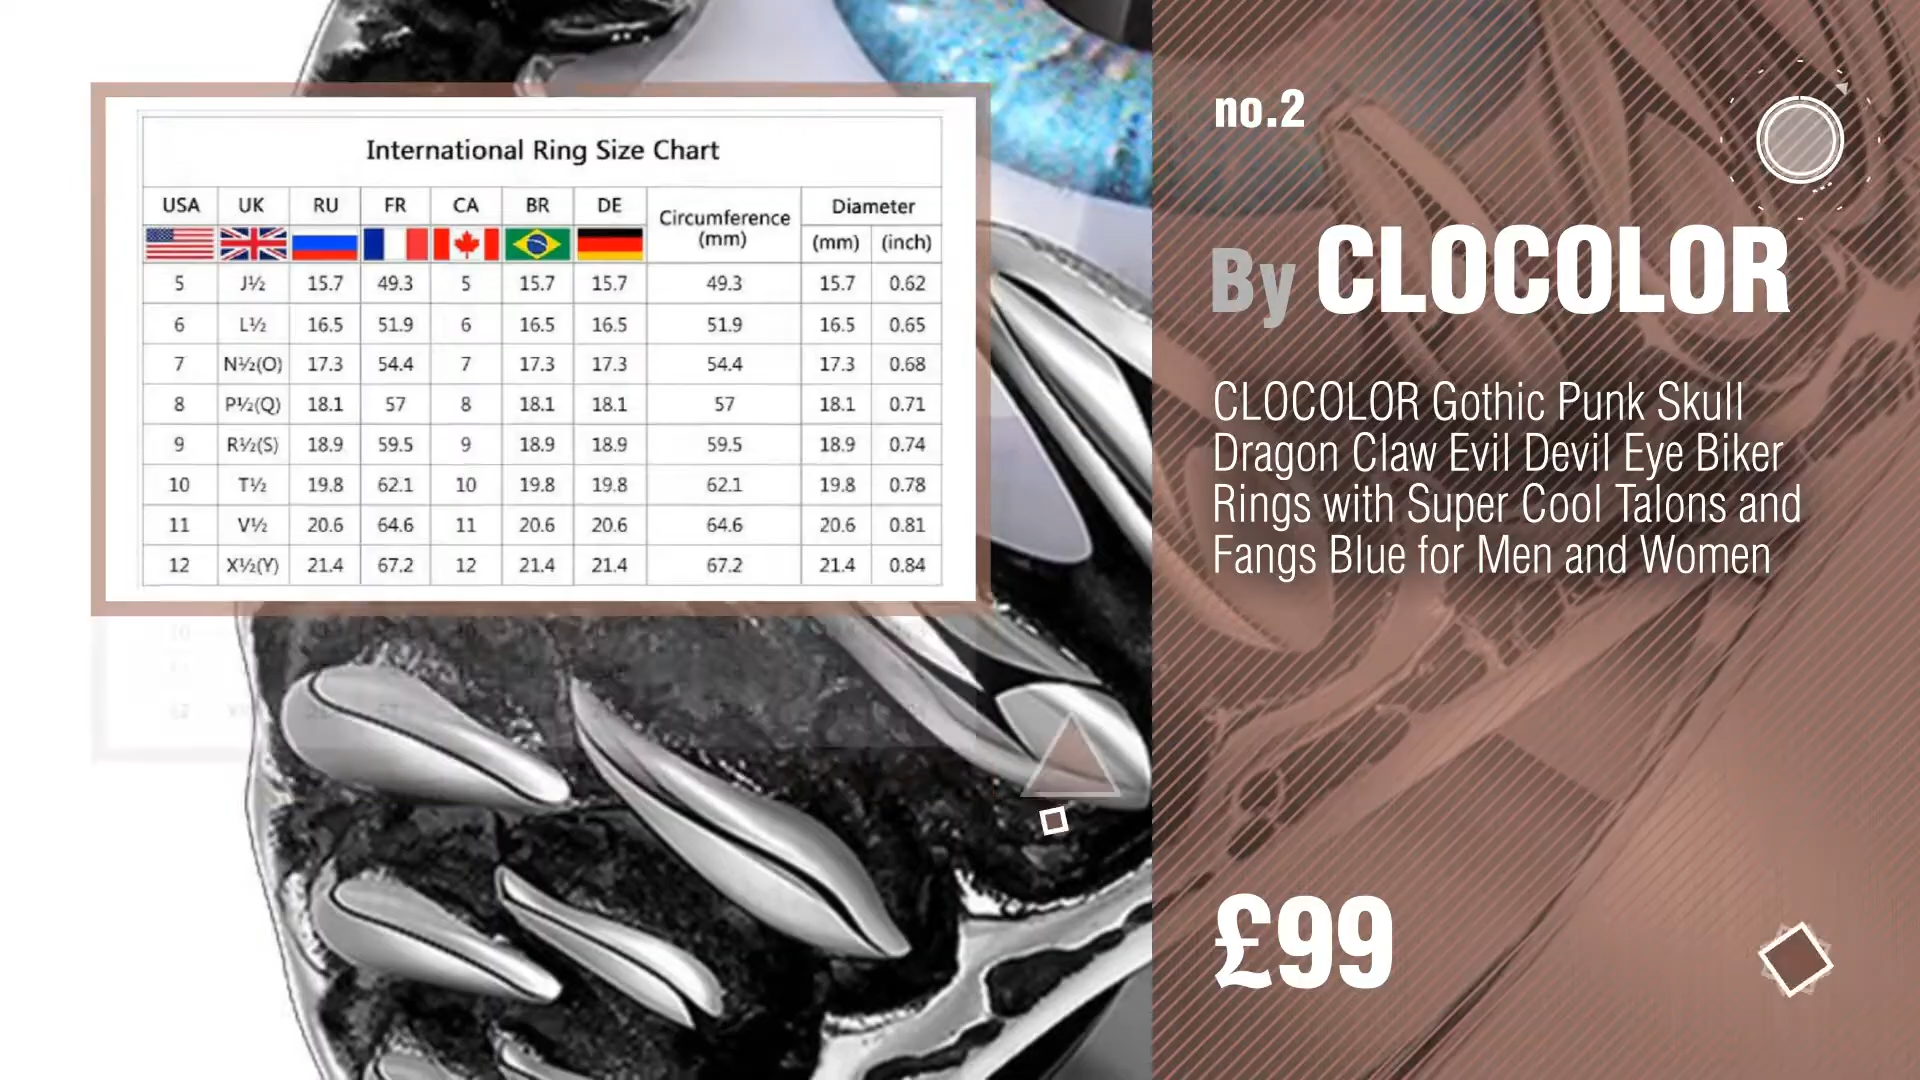 International Ring Size Chart
USA UK RU FR CA BR DE Circumference (mm) Diameter
(mm) (inch)
5 J½ 15.7 49.3 5 15.7 15.7 49.3 15.7 0.62
6 L½ 16.5 51.9 6 16.5 16.5 51.9 16.5 0.65
7 N½(O) 17.3 54.4 7 17.3 17.3 54.4 17.3 0.68
8 P½(Q) 18.1 57 8 18.1 18.1 57 18.1 0.71
9 R½(S) 18.9 59.5 9 18.9 18.9 59.5 18.9 0.74
10 T½ 19.8 62.1 10 19.8 19.8 62.1 19.8 0.78
11 V½ 20.6 64.6 11 20.6 20.6 64.6 20.6 0.81
12 X½(Y) 21.4 67.2 12 21.4 21.4 67.2 21.4 0.84
no.2
By CLOCOLOR
CLOCOLOR Gothic Punk Skull
Dragon Claw Evil Devil Eye Biker
Rings with Super Cool Talons and
Fangs Blue for Men and Women
£99